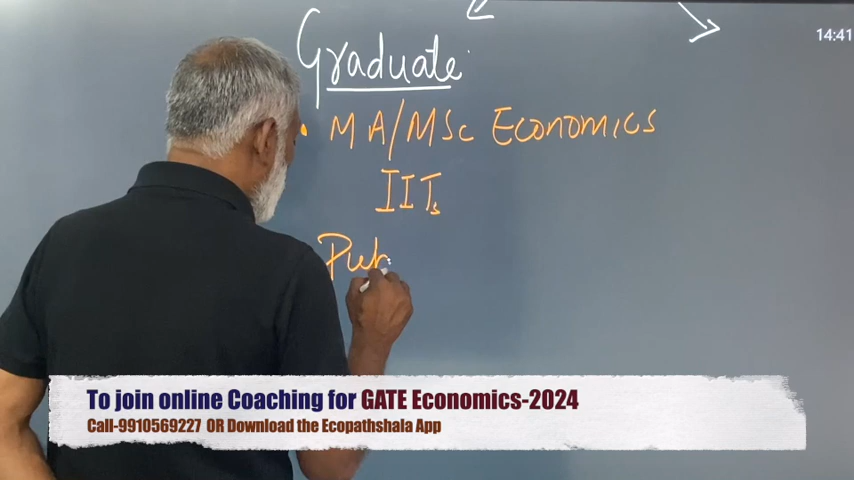 14:41
Graduate
• MA/MSc Economics
IITs
To join online Coaching for GATE Economics-2024
Call-9910569227 OR Download the Ecopathshala App